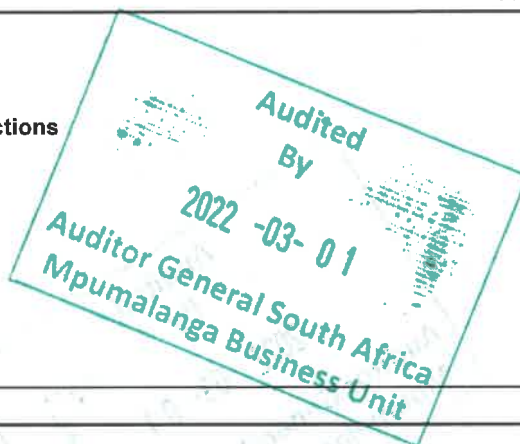 ctions
Audited
By
2022 -03- 01
Auditor General South Africa
Mpumalanga Business Unit